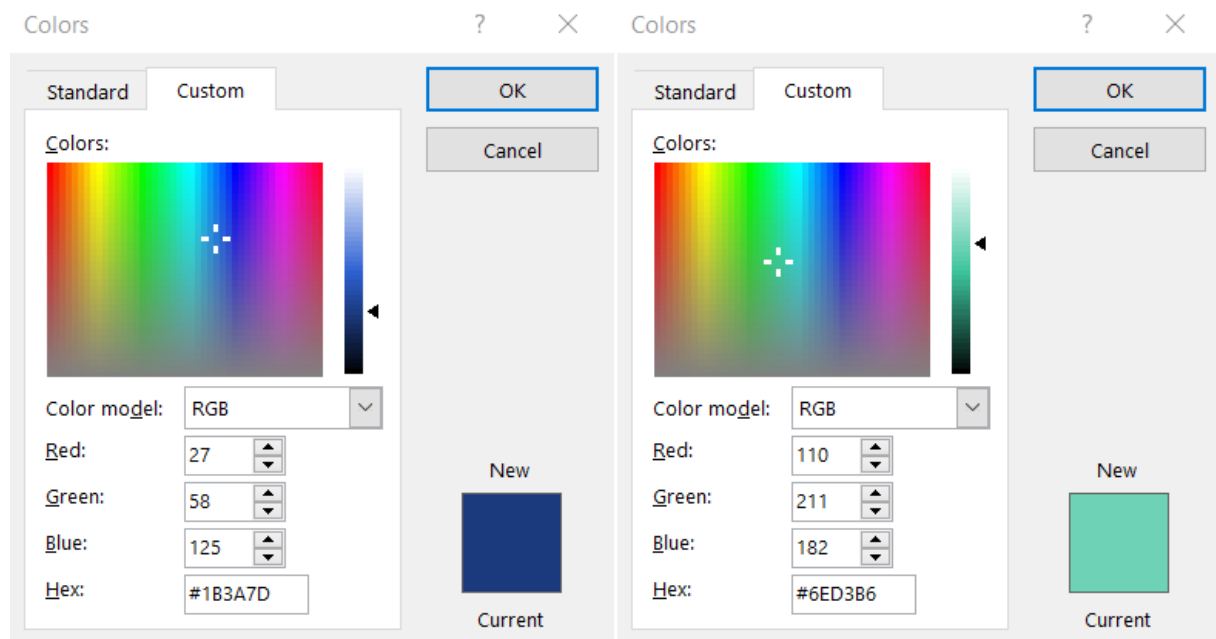 Colors ? ×
Standard Custom OK
Colors: Cancel
Color model: RGB
Red: 27
Green: 58 New
Blue: 125
Hex: #1B3A7D
Current
Colors ? ×
Standard Custom OK
Colors: Cancel
Color model: RGB
Red: 110
Green: 211 New
Blue: 182
Hex: #6ED3B6
Current